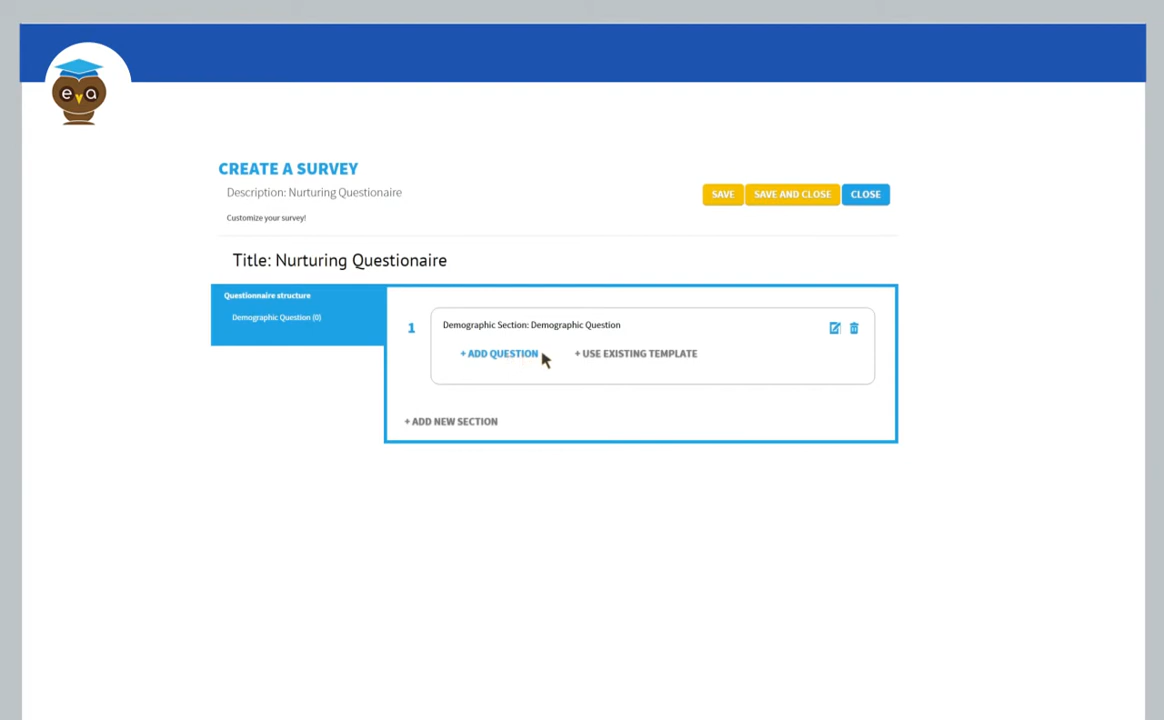 eva
CREATE A SURVEY
Description: Nurturing Questionaire
SAVE
SAVE AND CLOSE
CLOSE
Customize your survey!
Title: Nurturing Questionaire
Questionnaire structure
Demographic Question (0)
1
Demographic Section: Demographic Question
+ ADD QUESTION
+ USE EXISTING TEMPLATE
+ ADD NEW SECTION